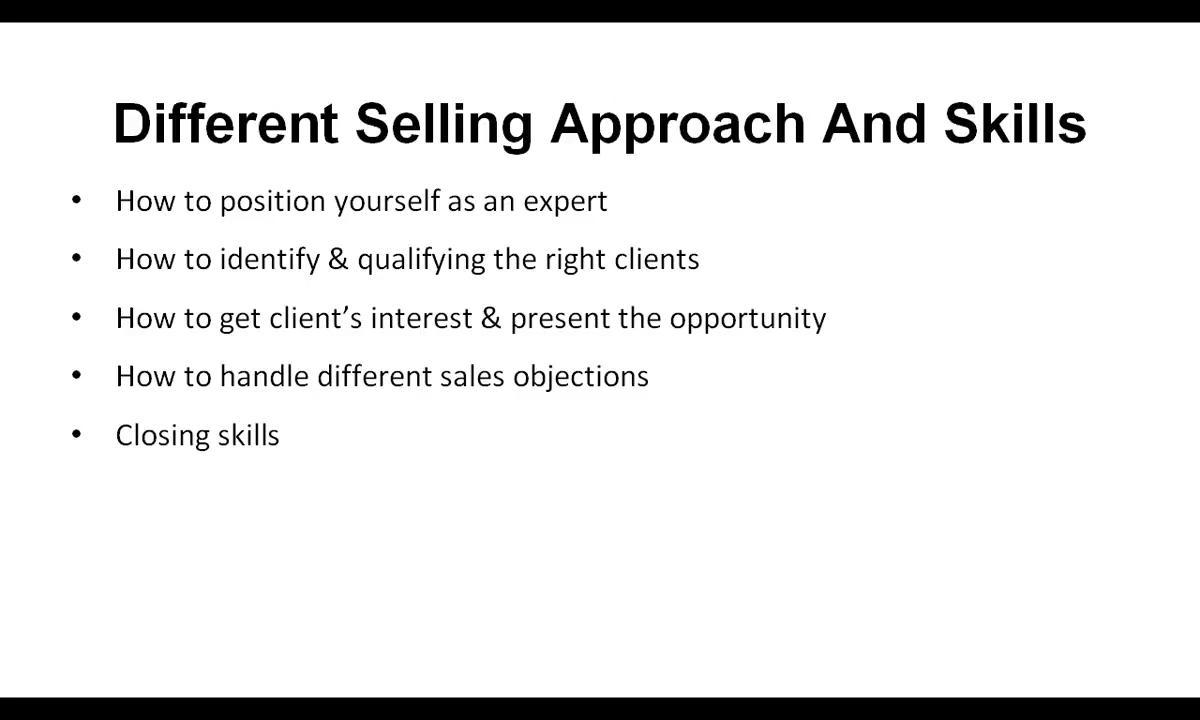 Different Selling Approach And Skills
• How to position yourself as an expert
• How to identify & qualifying the right clients
• How to get client’s interest & present the opportunity
• How to handle different sales objections
• Closing skills